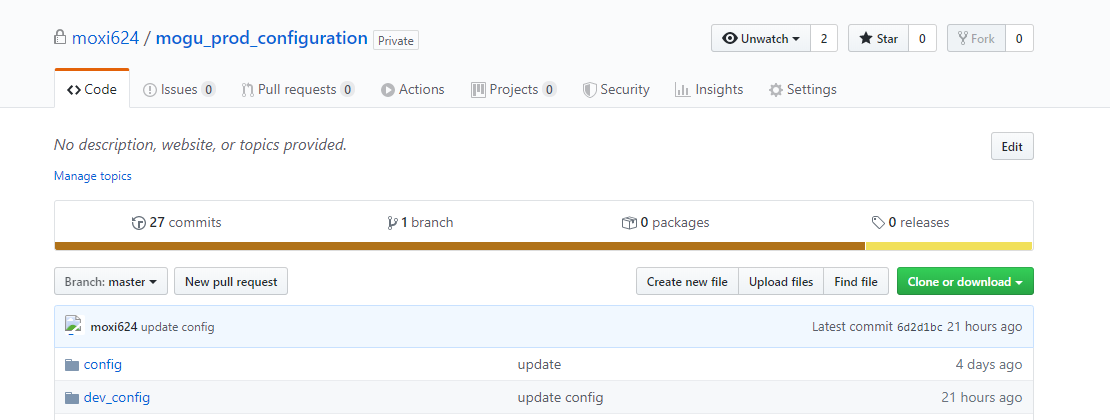 moxi624 / mogu_prod_configuration Private Unwatch 2 Star 0 Fork 0
Code Issues 0 Pull requests 0 Actions Projects 0 Security Insights Settings
No description, website, or topics provided. Edit
Manage topics
27 commits 1 branch 0 packages 0 releases
Branch: master New pull request Create new file Upload files Find file Clone or download
moxi624 update config Latest commit 6d2d1bc 21 hours ago
config update 4 days ago
dev_config update config 21 hours ago